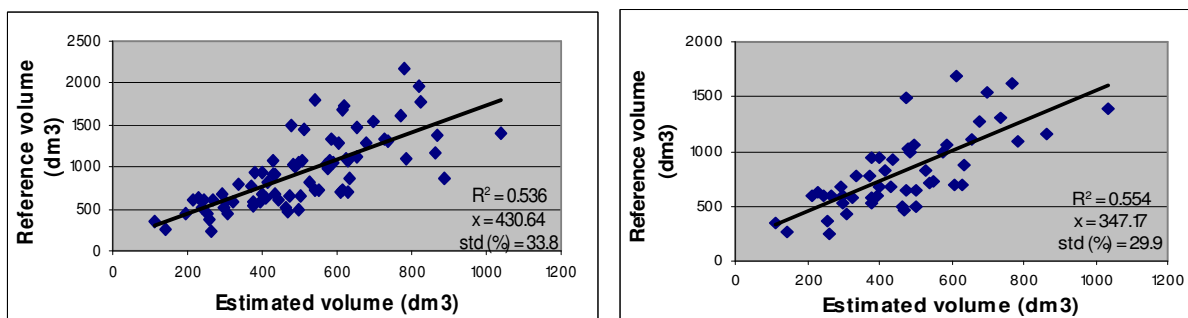 Reference volume
(dm3)
2500
2000
1500
1000
500
0
R² = 0.536
x = 430.64
std (%) = 33.8
0 200 400 600 800 1000 1200
Estimated volume (dm3)
Reference volume
(dm3)
2000
1500
1000
500
0
R² = 0.554
x = 347.17
std (%) = 29.9
0 200 400 600 800 1000 1200
Estimated volume (dm3)